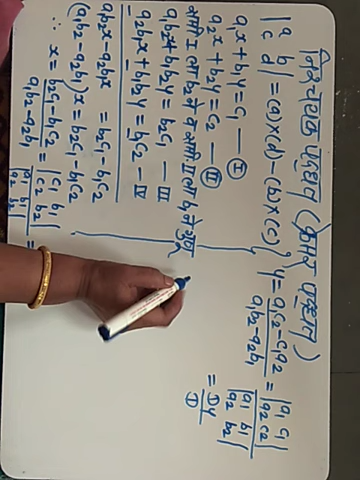 निश्चयक पद्धत (क्रेमर पद्धत)
|a b|
|c d| = (a)×(d) − (b)×(c)
a₁x + b₁y = c₁ — Ⓘ
a₂x + b₂y = c₂ — Ⓘ Ⓘ
समी I ला b₂ ने व समी II ला b₁ ने गुणू
a₁b₂x + b₁b₂y = b₂c₁ — III
a₂b₁x + b₁b₂y = b₁c₂ — IV
− − −
a₁b₂x − a₂b₁x = b₂c₁ − b₁c₂
(a₁b₂ − a₂b₁)x = b₂c₁ − b₁c₂
∴ x = b₂c₁ − b₁c₂ / a₁b₂ − a₂b₁ = |c₁ b₁| |c₂ b₂| / |a₁ b₁| |a₂ b₂| =
y = a₁c₂ − c₁a₂ / a₁b₂ − a₂b₁ = |a₁ c₁| |a₂ c₂| / |a₁ b₁| |a₂ b₂|
= Dy / D